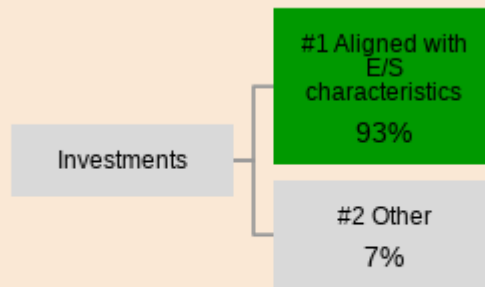 #1 Aligned with
E/S
characteristics
93%
Investments
#2 Other
7%